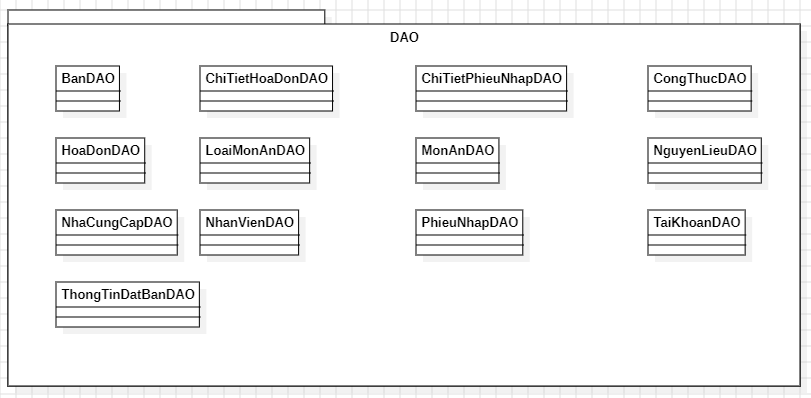 DAO
BanDAO
ChiTietHoaDonDAO
ChiTietPhieuNhapDAO
CongThucDAO
HoaDonDAO
LoaiMonAnDAO
MonAnDAO
NguyenLieuDAO
NhaCungCapDAO
NhanVienDAO
PhieuNhapDAO
TaiKhoanDAO
ThongTinDatBanDAO